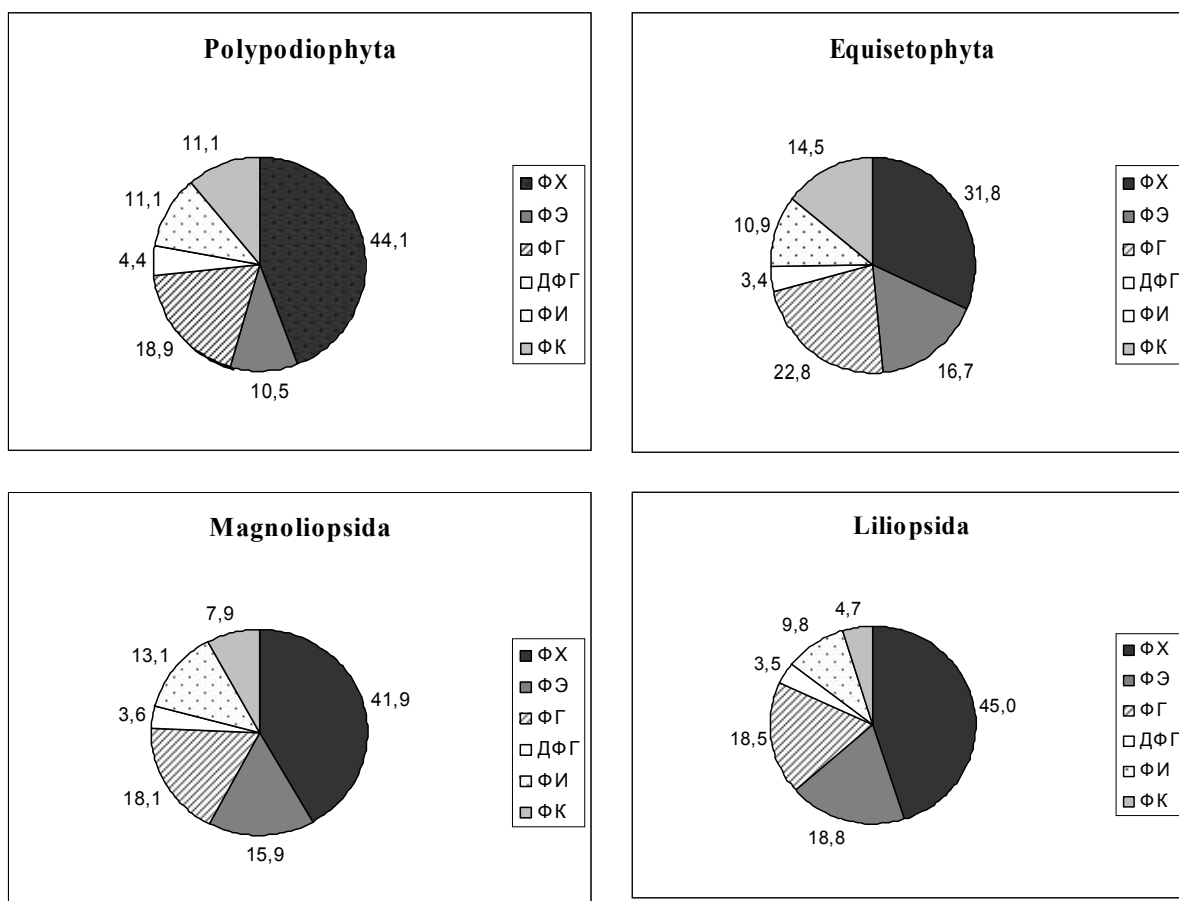 Polypodiophyta
11,1
11,1
4,4
18,9
10,5
44,1
ФХ
ФЭ
ФГ
ДФГ
ФИ
ФК
Equisetophyta
14,5
10,9
3,4
22,8
16,7
31,8
ФХ
ФЭ
ФГ
ДФГ
ФИ
ФК
Magnoliopsida
7,9
13,1
3,6
18,1
15,9
41,9
ФХ
ФЭ
ФГ
ДФГ
ФИ
ФК
Liliopsida
4,7
9,8
3,5
18,5
18,8
45,0
ФХ
ФЭ
ФГ
ДФГ
ФИ
ФК